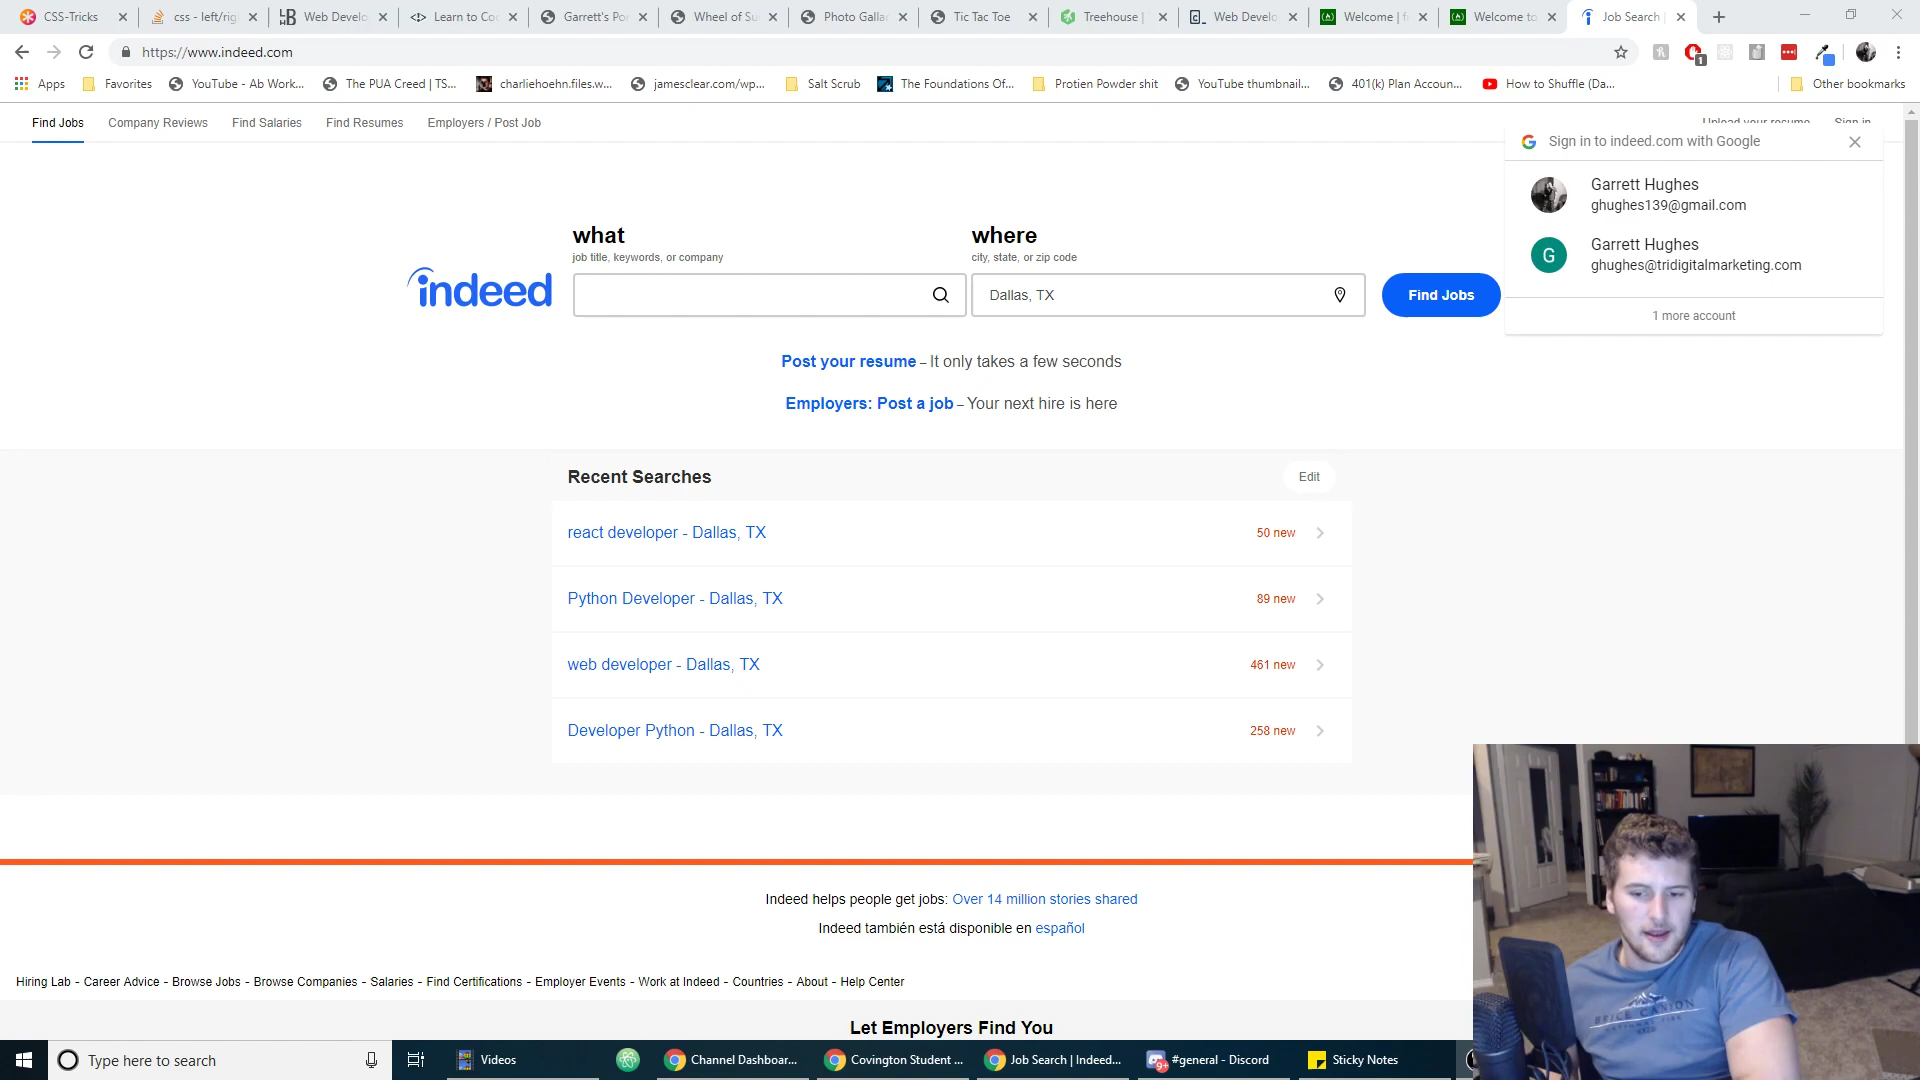 CSS-Tricks
css - left/rig
Web Develo
Learn to Co
Garrett's Po
Wheel of Su
Photo Galla
Tic Tac Toe
Treehouse |
Web Develo
Welcome | f
Welcome to
Job Search |
https://www.indeed.com
1
Apps
Favorites
YouTube - Ab Work...
The PUA Creed | TS...
charliehoehn.files.w...
jamesclear.com/wp...
Salt Scrub
The Foundations Of...
Protien Powder shit
YouTube thumbnail...
401(k) Plan Accoun...
How to Shuffle (Da...
Other bookmarks
Find Jobs
Company Reviews
Find Salaries
Find Resumes
Employers / Post Job
Upload your resume
Sign in
Sign in to indeed.com with Google
Garrett Hughes
ghughes139@gmail.com
G
Garrett Hughes
ghughes@tridigitalmarketing.com
1 more account
indeed
what
job title, keywords, or company
where
city, state, or zip code
Dallas, TX
Find Jobs
Post your resume – It only takes a few seconds
Employers: Post a job – Your next hire is here
Recent Searches
Edit
react developer - Dallas, TX
50 new
Python Developer - Dallas, TX
89 new
web developer - Dallas, TX
461 new
Developer Python - Dallas, TX
258 new
Indeed helps people get jobs: Over 14 million stories shared
Indeed también está disponible en español
Hiring Lab - Career Advice - Browse Jobs - Browse Companies - Salaries - Find Certifications - Employer Events - Work at Indeed - Countries - About - Help Center
Let Employers Find You
BRYCE CANYON
Type here to search
Videos
Channel Dashboar...
Covington Student ...
Job Search | Indeed...
#general - Discord
Sticky Notes